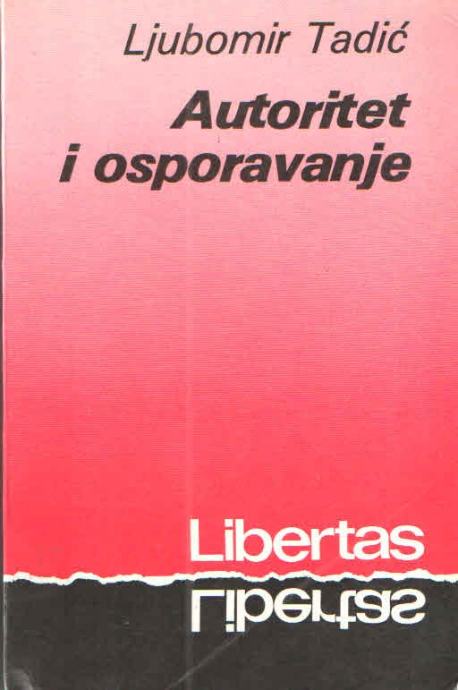 Ljubomir Tadić
Autoritet
i osporavanje
Libertas
Libertas